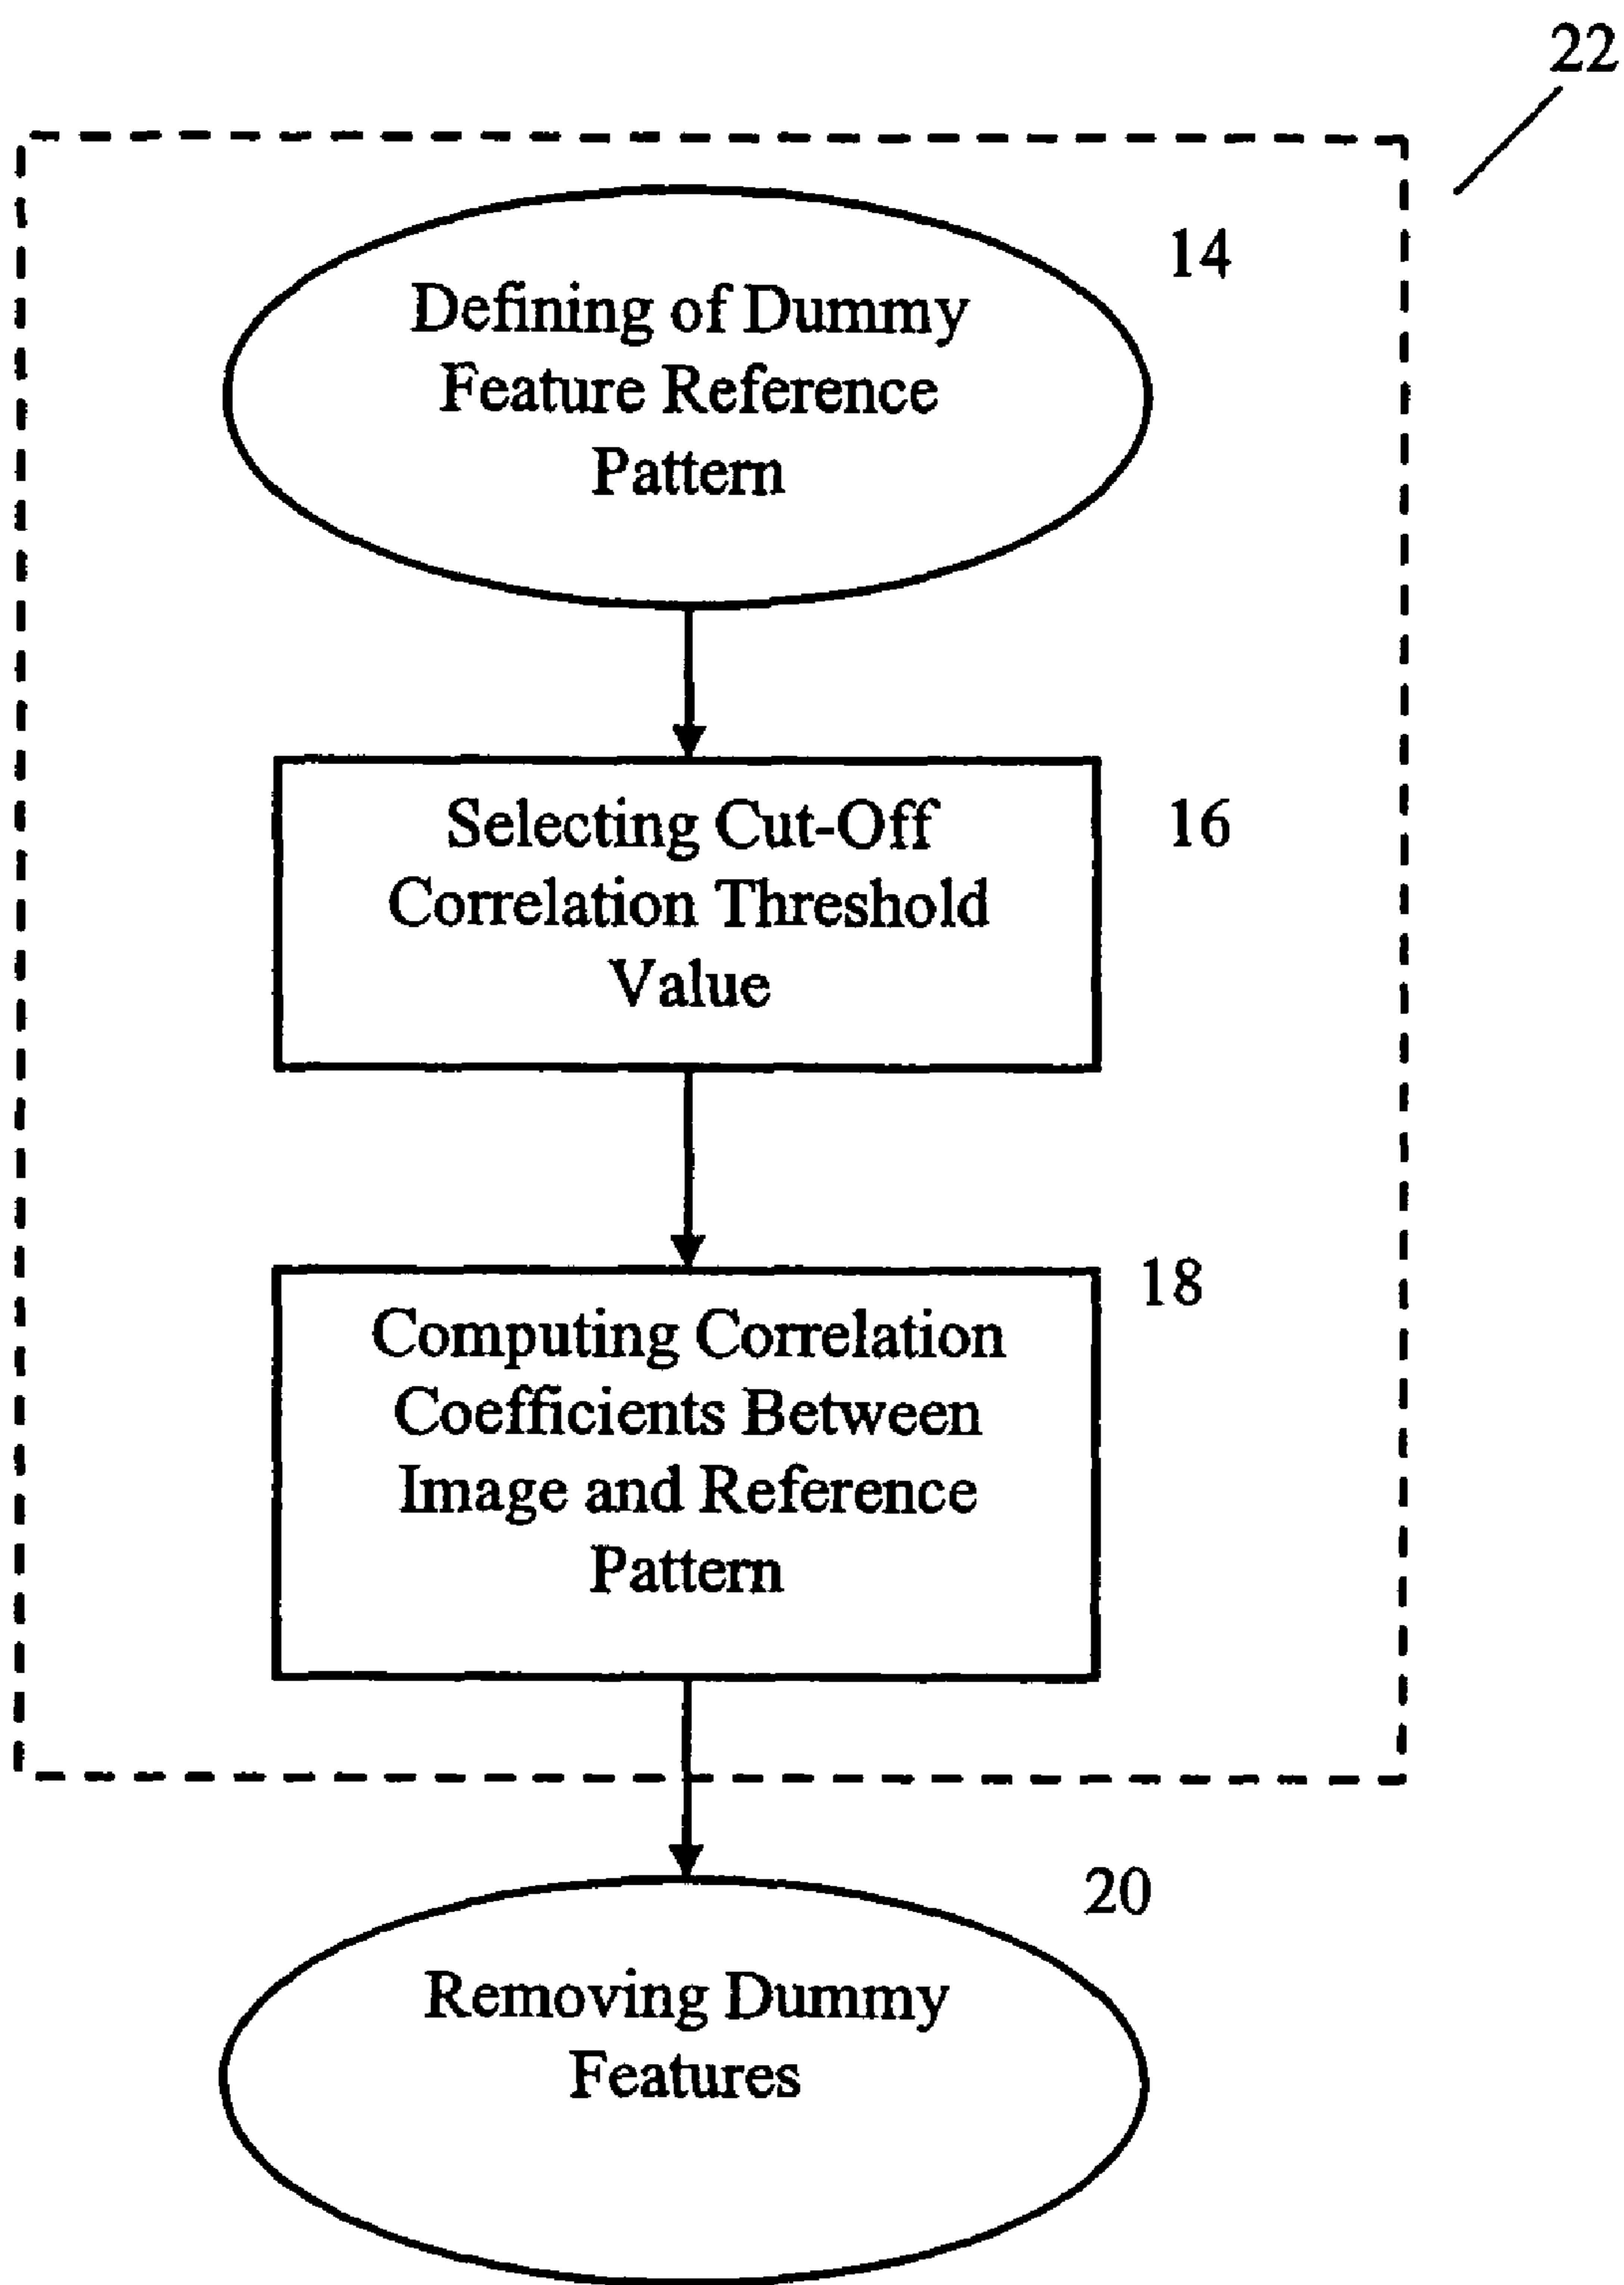 22
14
Defining of Dummy
Feature Reference
Pattern
Selecting Cut-Off
Correlation Threshold
Value
16
18
Computing Correlation
Coefficients Between
Image and Reference
Pattern
20
Removing Dummy
Features